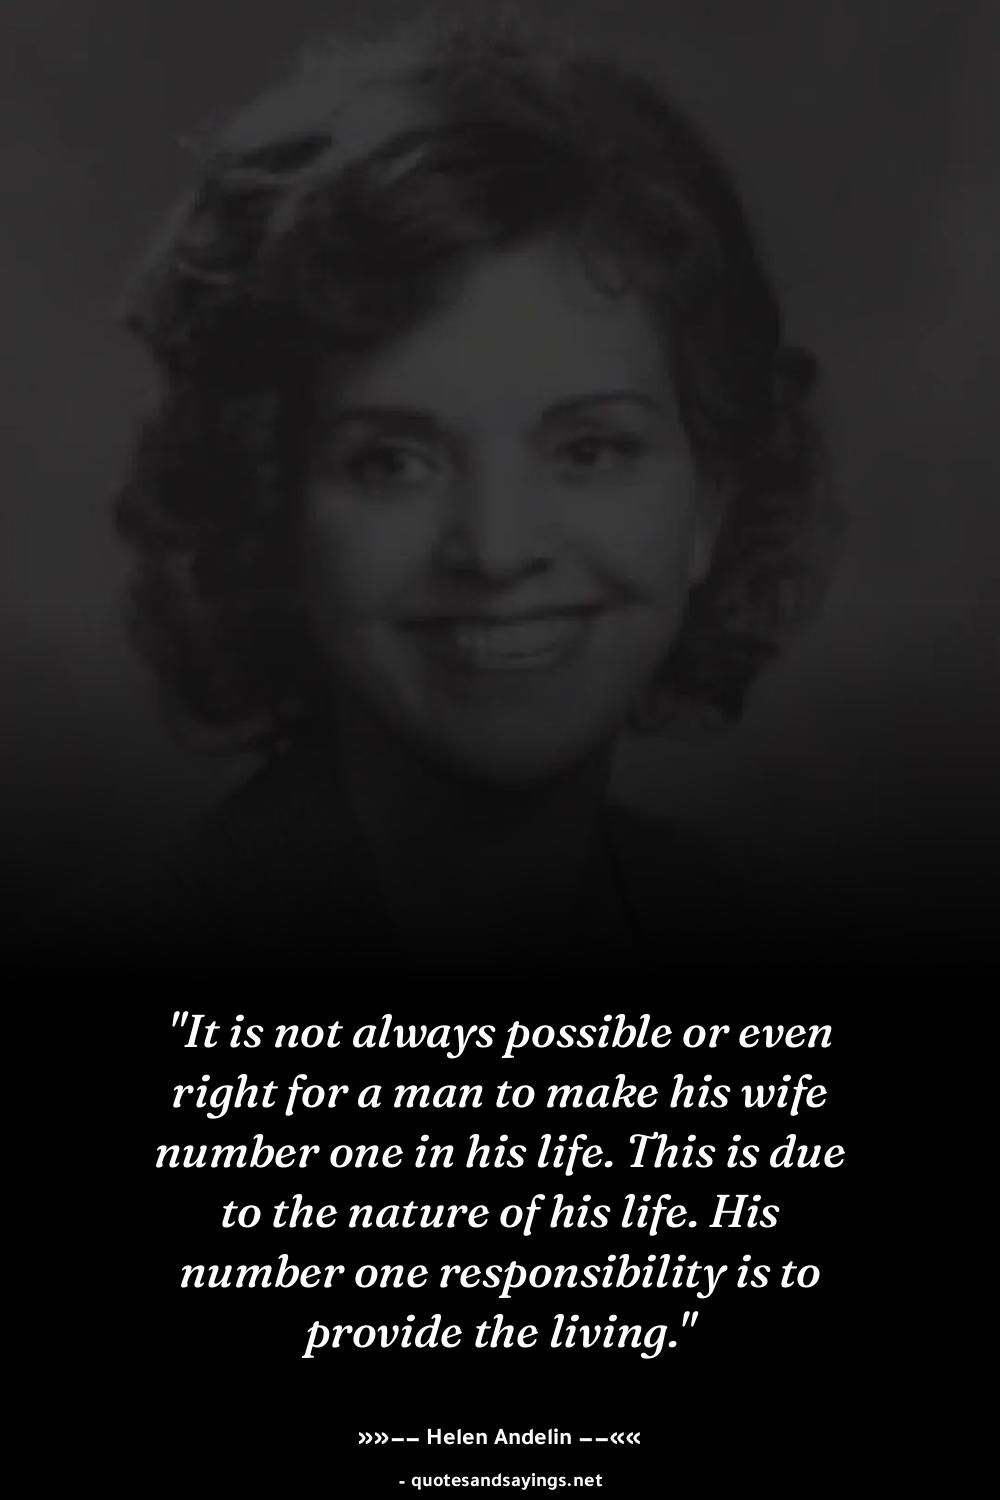 "It is not always possible or even
right for a man to make his wife
number one in his life. This is due
to the nature of his life. His
number one responsibility is to
provide the living."
»»−− Helen Andelin −−««
- quotesandsayings.net